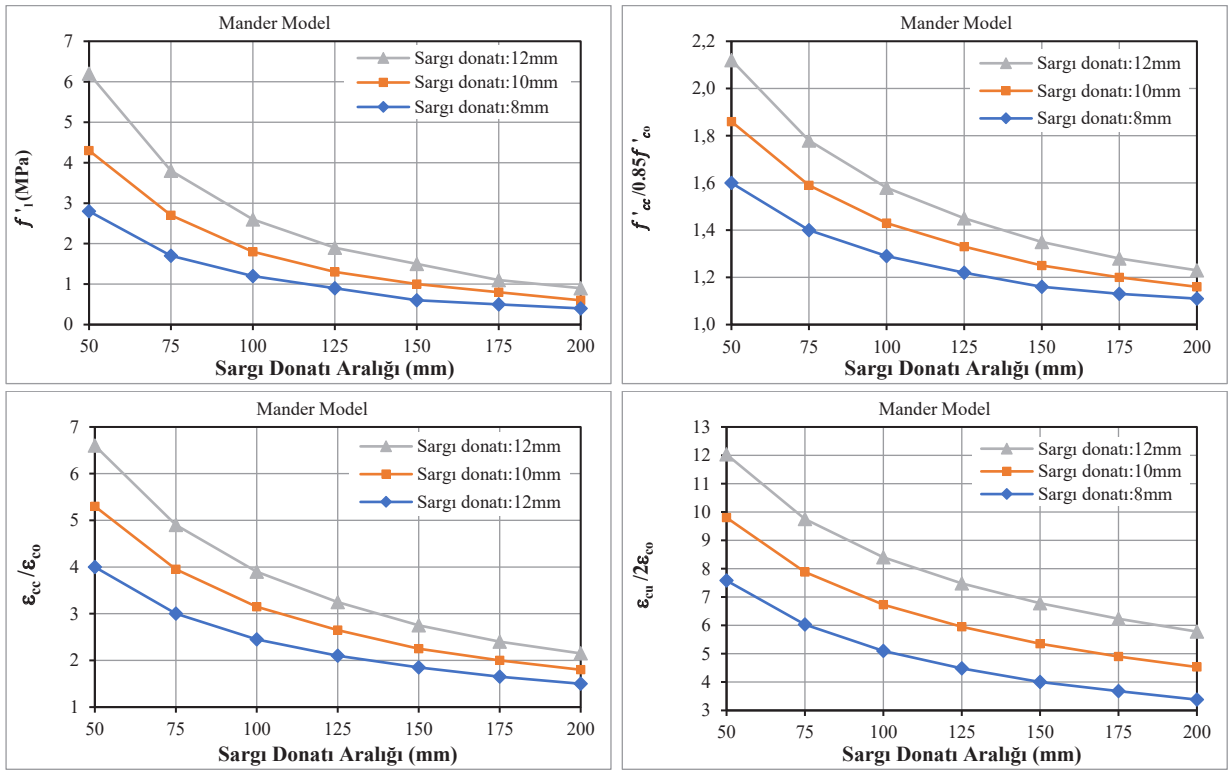 Mander Model
Sargı donatı:12mm
Sargı donatı:10mm
Sargı donatı:8mm
f '₁(MPa)
7
6
5
4
3
2
1
0
50 75 100 125 150 175 200
Sargı Donatı Aralığı (mm)
Mander Model
Sargı donatı:12mm
Sargı donatı:10mm
Sargı donatı:8mm
f 'cc/0.85f 'co
2,2
2,0
1,8
1,6
1,4
1,2
1,0
50 75 100 125 150 175 200
Sargı Donatı Aralığı (mm)
Mander Model
Sargı donatı:12mm
Sargı donatı:10mm
Sargı donatı:12mm
εcc /εco
7
6
5
4
3
2
1
50 75 100 125 150 175 200
Sargı Donatı Aralığı (mm)
Mander Model
Sargı donatı:12mm
Sargı donatı:10mm
Sargı donatı:8mm
εcu /2εco
13
12
11
10
9
8
7
6
5
4
3
50 75 100 125 150 175 200
Sargı Donatı Aralığı (mm)